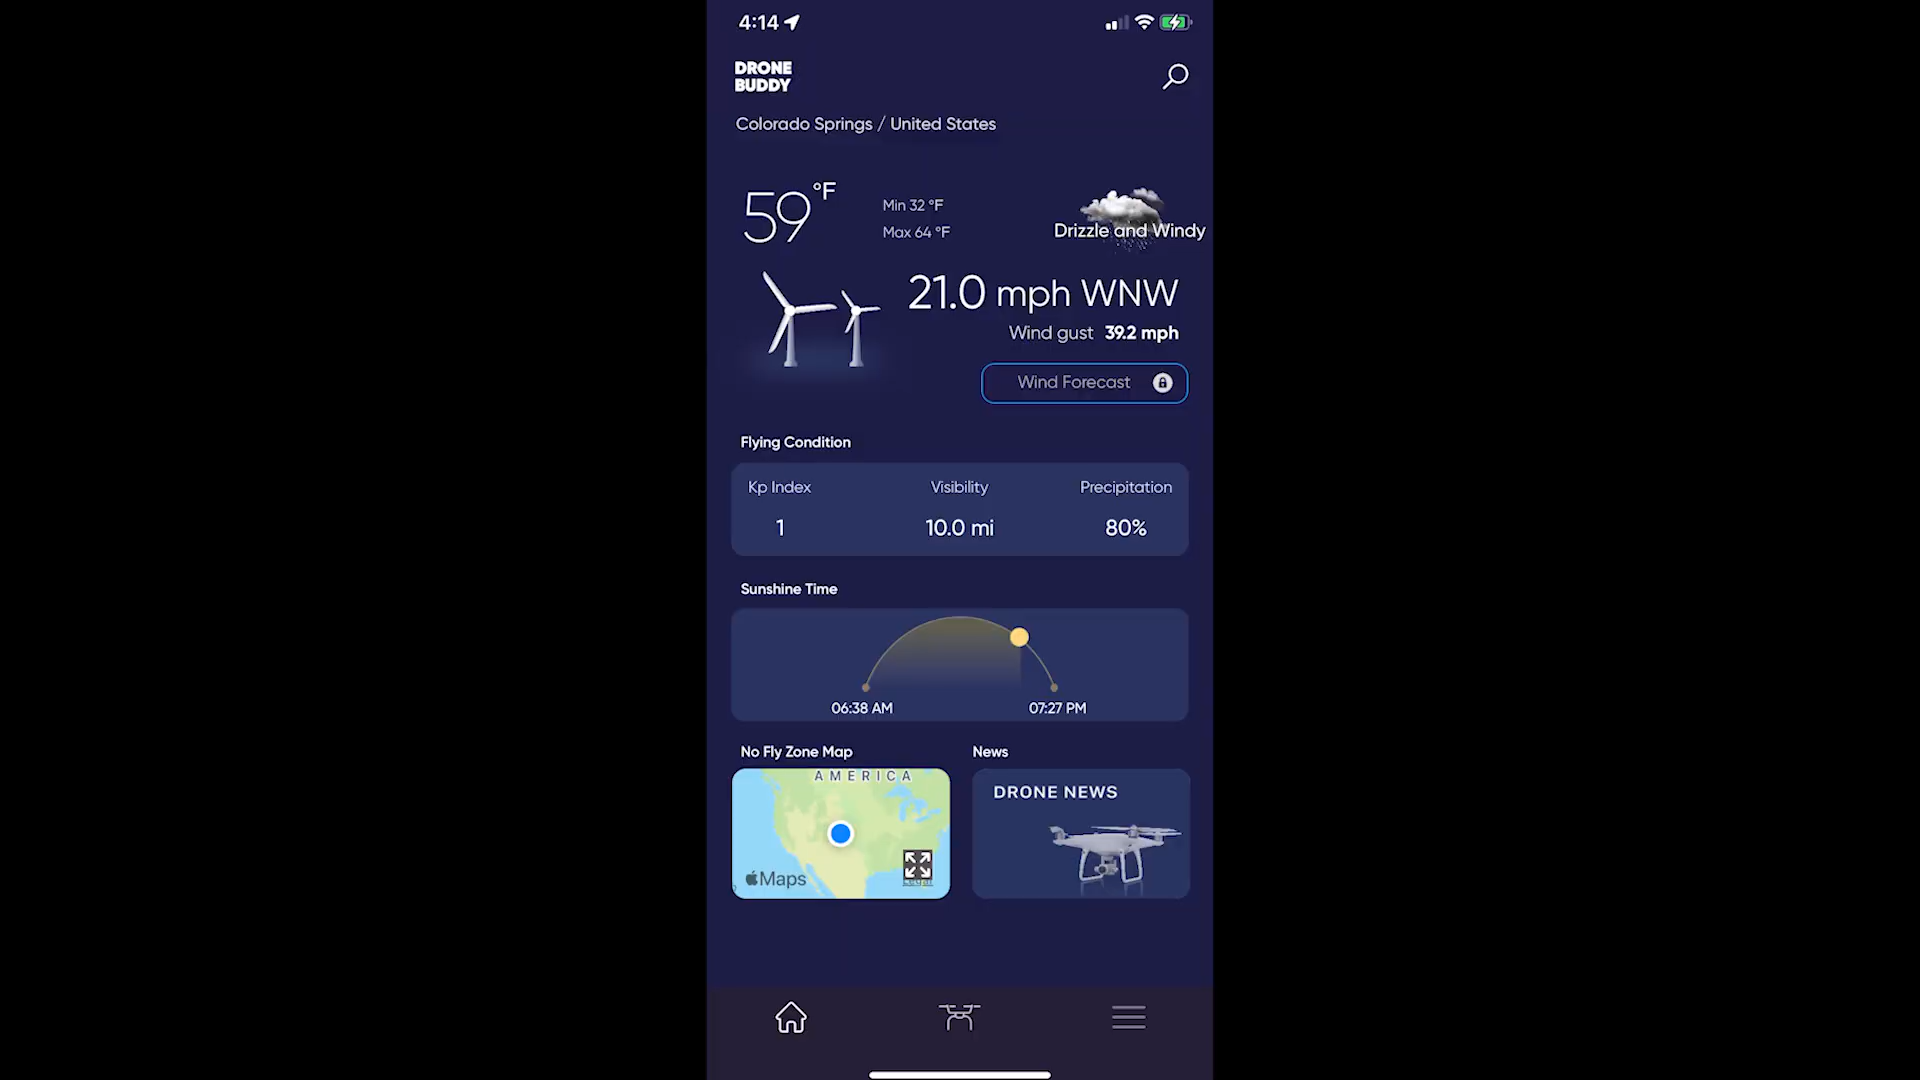 4:14
DRONE
BUDDY
Colorado Springs / United States
59 °F
Min 32 °F
Max 64 °F
Drizzle and Windy
21.0 mph WNW
Wind gust 39.2 mph
Wind Forecast
Flying Condition
Kp Index Visibility Precipitation
1 10.0 mi 80%
Sunshine Time
06:38 AM 07:27 PM
No Fly Zone Map News
AMERICA
DRONE NEWS
Maps